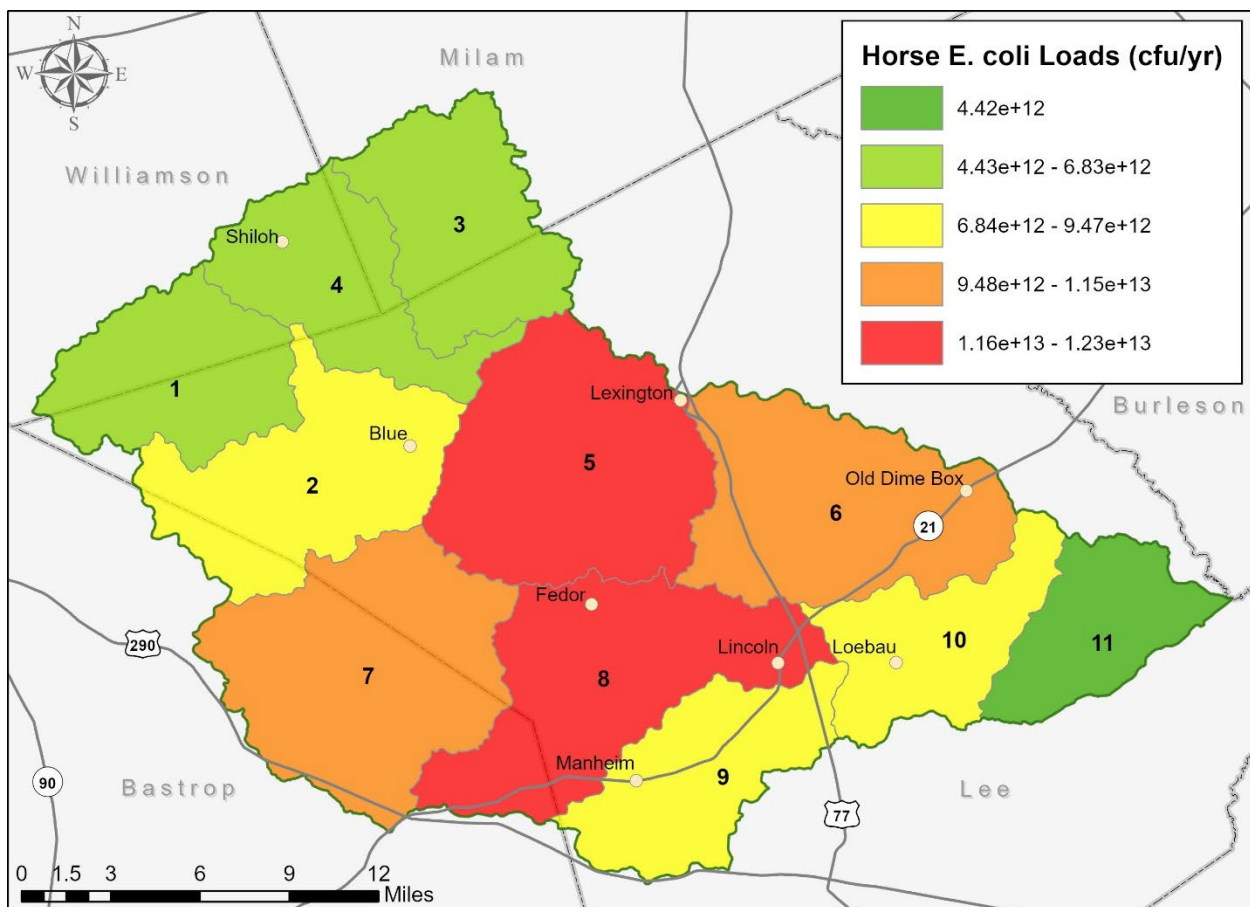 N
W E
S
Milam
Williamson
Horse E. coli Loads (cfu/yr)
4.42e+12
4.43e+12 - 6.83e+12
6.84e+12 - 9.47e+12
9.48e+12 - 1.15e+13
1.16e+13 - 1.23e+13
Shiloh
3
4
1
Lexington
Burleson
Blue
2
5
Old Dime Box
6
21
Fedor
290
7
8
Lincoln
Loebau
10
11
Manheim
9
90
Bastrop
Lee
77
0 1.5 3 6 9 12
Miles